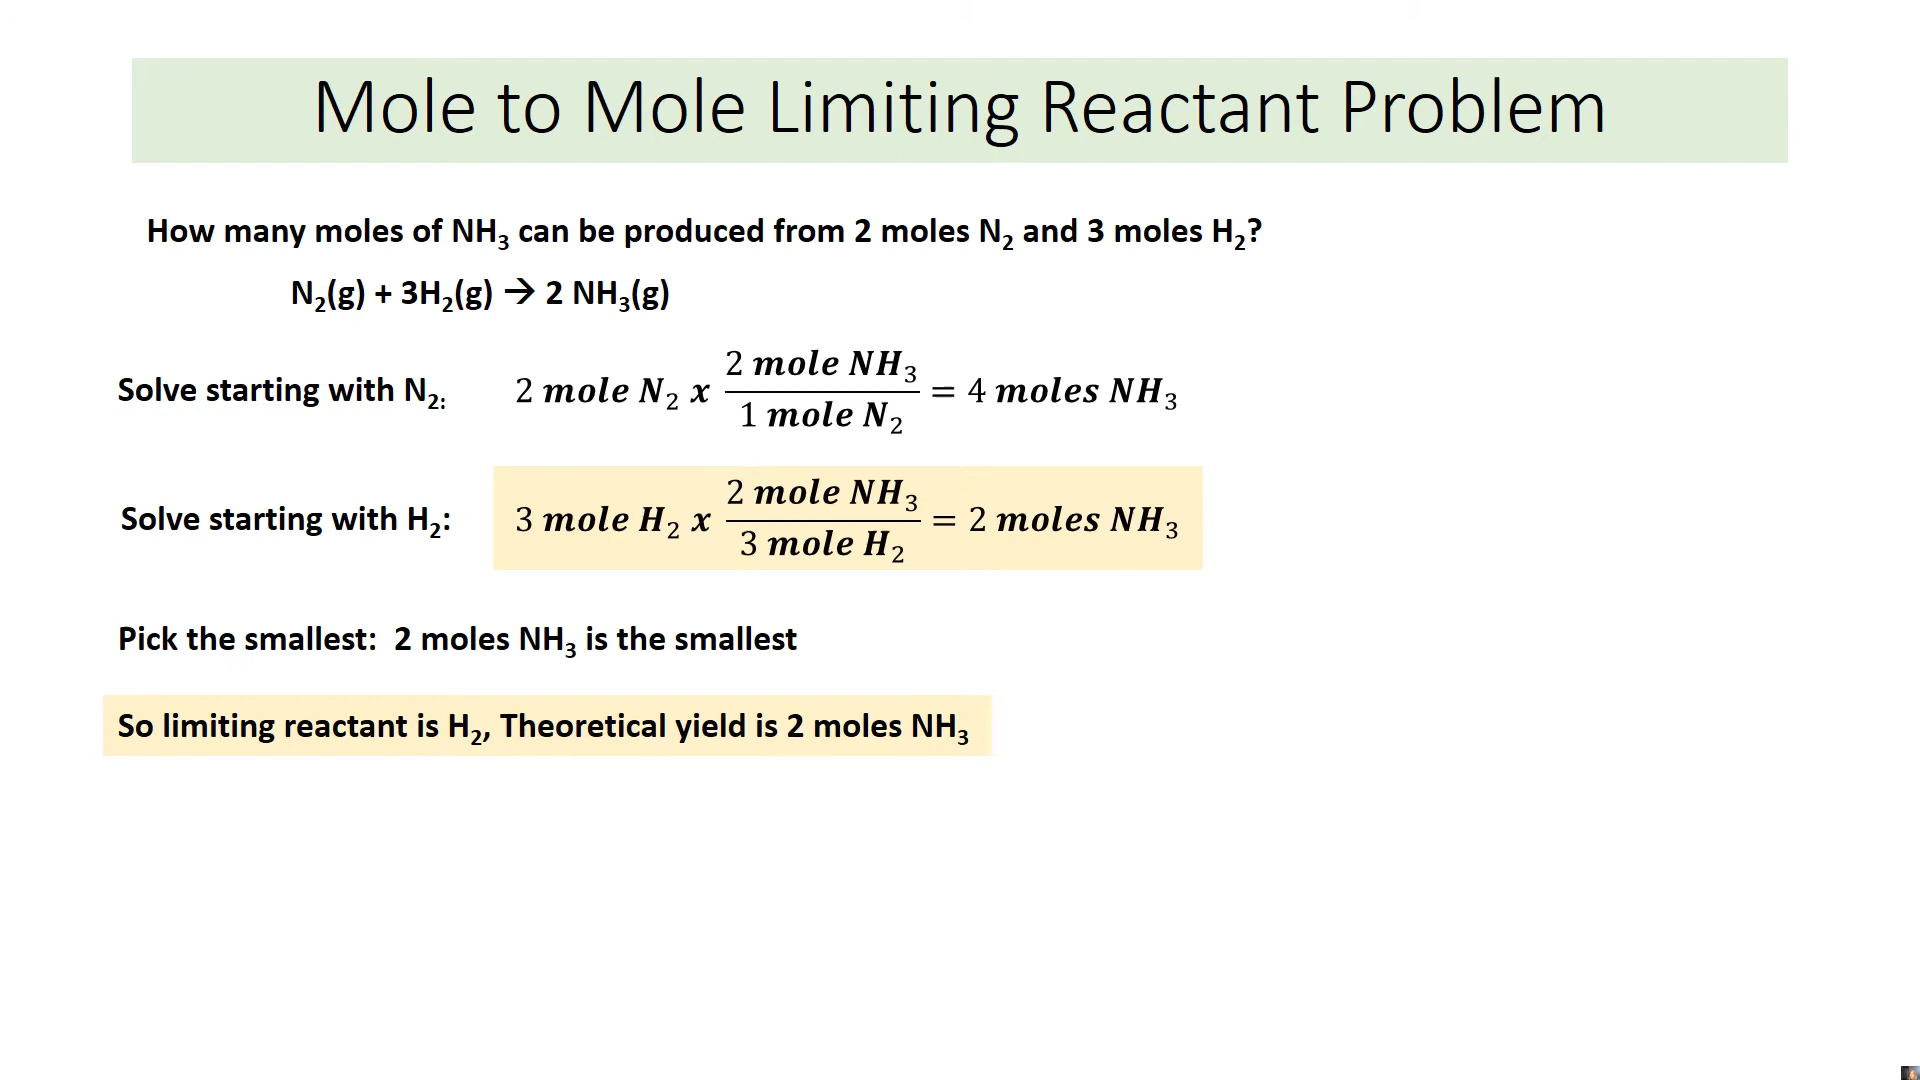 Mole to Mole Limiting Reactant Problem
How many moles of NH₃ can be produced from 2 moles N₂ and 3 moles H₂?
N₂(g) + 3H₂(g) → 2 NH₃(g)
Solve starting with N₂: 2 mole N₂ x (2 mole NH₃)/(1 mole N₂) = 4 moles NH₃
Solve starting with H₂: 3 mole H₂ x (2 mole NH₃)/(3 mole H₂) = 2 moles NH₃
Pick the smallest: 2 moles NH₃ is the smallest
So limiting reactant is H₂, Theoretical yield is 2 moles NH₃